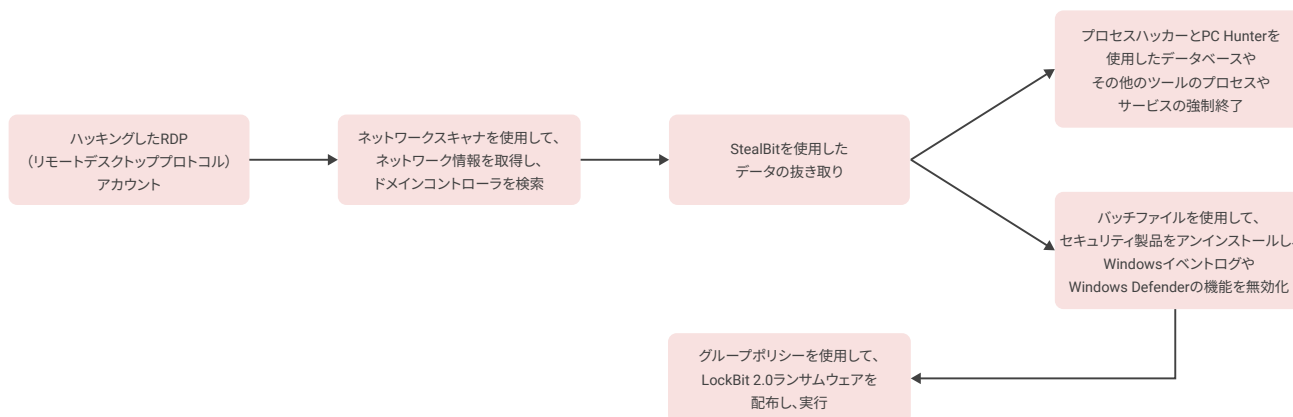 ハッキングしたRDP
（リモートデスクトッププロトコル）
アカウント
ネットワークスキャナを使用して、
ネットワーク情報を取得し、
ドメインコントローラを検索
StealBitを使用した
データの抜き取り
プロセスハッカーとPC Hunterを
使用したデータベースや
その他のツールのプロセスや
サービスの強制終了
バッチファイルを使用して、
セキュリティ製品をアンインストールし、
Windowsイベントログや
Windows Defenderの機能を無効化
グループポリシーを使用して、
LockBit 2.0ランサムウェアを
配布し、実行